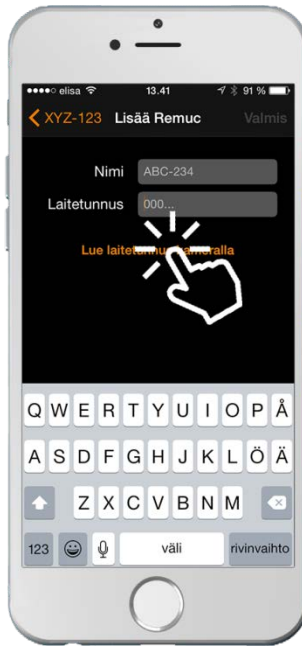 elisa 13.41 91 %
XYZ-123 Lisää Remuc Valmis
Nimi ABC-234
Laitetunnus 000...
Lue laitetunnus kameralla
Q W E R T Y U I O P Å
A S D F G H J K L Ö Ä
Z X C V B N M
123 väli rivinvaihto